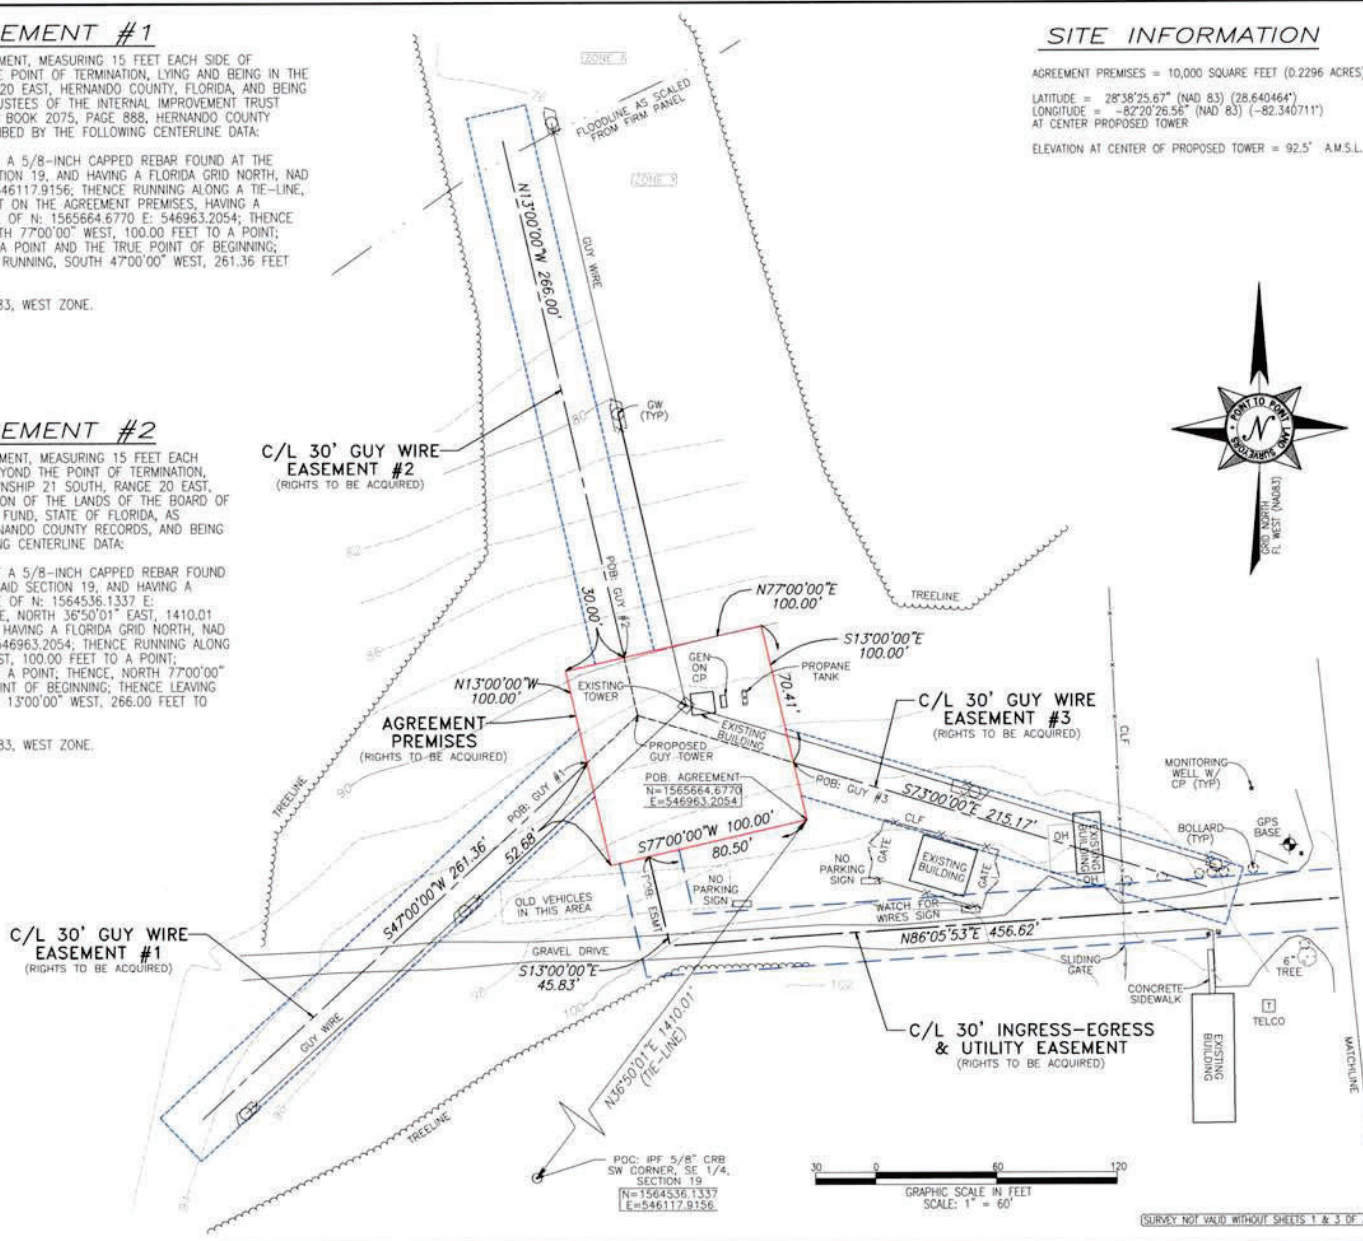 EMENT #1
MENT, MEASURING 15 FEET EACH SIDE OF
E POINT OF TERMINATION, LYING AND BEING IN THE
20 EAST, HERNANDO COUNTY, FLORIDA, AND BEING
USTEES OF THE INTERNAL IMPROVEMENT TRUST
BOOK 2075, PAGE 888, HERNANDO COUNTY
IBED BY THE FOLLOWING CENTERLINE DATA:
A 5/8-INCH CAPPED REBAR FOUND AT THE
TION 19, AND HAVING A FLORIDA GRID NORTH, NAD
546117.9156; THENCE RUNNING ALONG A TIE-LINE,
T ON THE AGREEMENT PREMISES, HAVING A
OF N: 1565664.6770 E: 546963.2054; THENCE
TH 77°00'00" WEST, 100.00 FEET TO A POINT;
A POINT AND THE TRUE POINT OF BEGINNING;
RUNNING, SOUTH 47°00'00" WEST, 261.36 FEET
83, WEST ZONE.
EMENT #2
MENT, MEASURING 15 FEET EACH
YOND THE POINT OF TERMINATION,
NSHIP 21 SOUTH, RANGE 20 EAST,
ON OF THE LANDS OF THE BOARD OF
FUND, STATE OF FLORIDA, AS
NANDO COUNTY RECORDS, AND BEING
NG CENTERLINE DATA:
A 5/8-INCH CAPPED REBAR FOUND
AID SECTION 19, AND HAVING A
OF N: 1564536.1337 E:
E, NORTH 36°50'01" EAST, 1410.01
HAVING A FLORIDA GRID NORTH, NAD
546963.2054; THENCE RUNNING ALONG
ST, 100.00 FEET TO A POINT;
A POINT; THENCE, NORTH 77°00'00"
INT OF BEGINNING; THENCE LEAVING
13°00'00" WEST, 266.00 FEET TO
83, WEST ZONE.
SITE INFORMATION
AGREEMENT PREMISES = 10,000 SQUARE FEET (0.2296 ACRES)
LATITUDE = 28°38'25.67" (NAD 83) (28.640464°)
LONGITUDE = -82°20'26.56" (NAD 83) (-82.340711°)
AT CENTER PROPOSED TOWER
ELEVATION AT CENTER OF PROPOSED TOWER = 92.5' A.M.S.L.
POINT TO POINT LAND SURVEYORS
N
GRID NORTH
FL WEST (NAD83)
ZONE A
FLOODLINE AS SCALED
FROM FIRM PANEL
ZONE X
76
N13°00'00"W 266.00'
GUY WIRE
GW
(TYP)
80
C/L 30' GUY WIRE
EASEMENT #2
(RIGHTS TO BE ACQUIRED)
82
86
90
POB: GUY #2
30.00'
N77°00'00"E
100.00'
TREELINE
S13°00'00"E
100.00'
GEN
ON
CP
PROPANE
TANK
70.41'
N13°00'00"W
100.00'
EXISTING
TOWER
EXISTING
BUILDING
AGREEMENT
PREMISES
(RIGHTS TO BE ACQUIRED)
PROPOSED
GUY TOWER
POB: AGREEMENT
N=1565664.6770
E=546963.2054
C/L 30' GUY WIRE
EASEMENT #3
(RIGHTS TO BE ACQUIRED)
POB: GUY #3
S73°00'00"E 215.17'
CLF
MONITORING
WELL W/
CP (TYP)
BOLLARD
(TYP)
GPS
BASE
TREELINE
POB: GUY #1
52.68'
S47°00'00"W 261.36'
S77°00'00"W 100.00'
80.50'
CLF
GATE
EXISTING
BUILDING
GATE
EXISTING
BUILDING
OH
OH
NO
PARKING
SIGN
NO
PARKING
SIGN
WATCH FOR
WIRES SIGN
OLD VEHICLES
IN THIS AREA
POB: ESMT
N86°05'53"E 456.62'
C/L 30' GUY WIRE
EASEMENT #1
(RIGHTS TO BE ACQUIRED)
GRAVEL DRIVE
S13°00'00"E
45.83'
98
100
102
SLIDING
GATE
CONCRETE
SIDEWALK
6"
TREE
T
TELCO
EXISTING
BUILDING
MATCHLINE
C/L 30' INGRESS-EGRESS
& UTILITY EASEMENT
(RIGHTS TO BE ACQUIRED)
GUY WIRE
N36°50'01"E 1410.01'
(TIE-LINE)
TREELINE
POC: IPF 5/8" CRB
SW CORNER, SE 1/4,
SECTION 19
N=1564536.1337
E=546117.9156
30 0 60 120
GRAPHIC SCALE IN FEET
SCALE: 1" = 60'
SURVEY NOT VALID WITHOUT SHEETS 1 & 3 OF